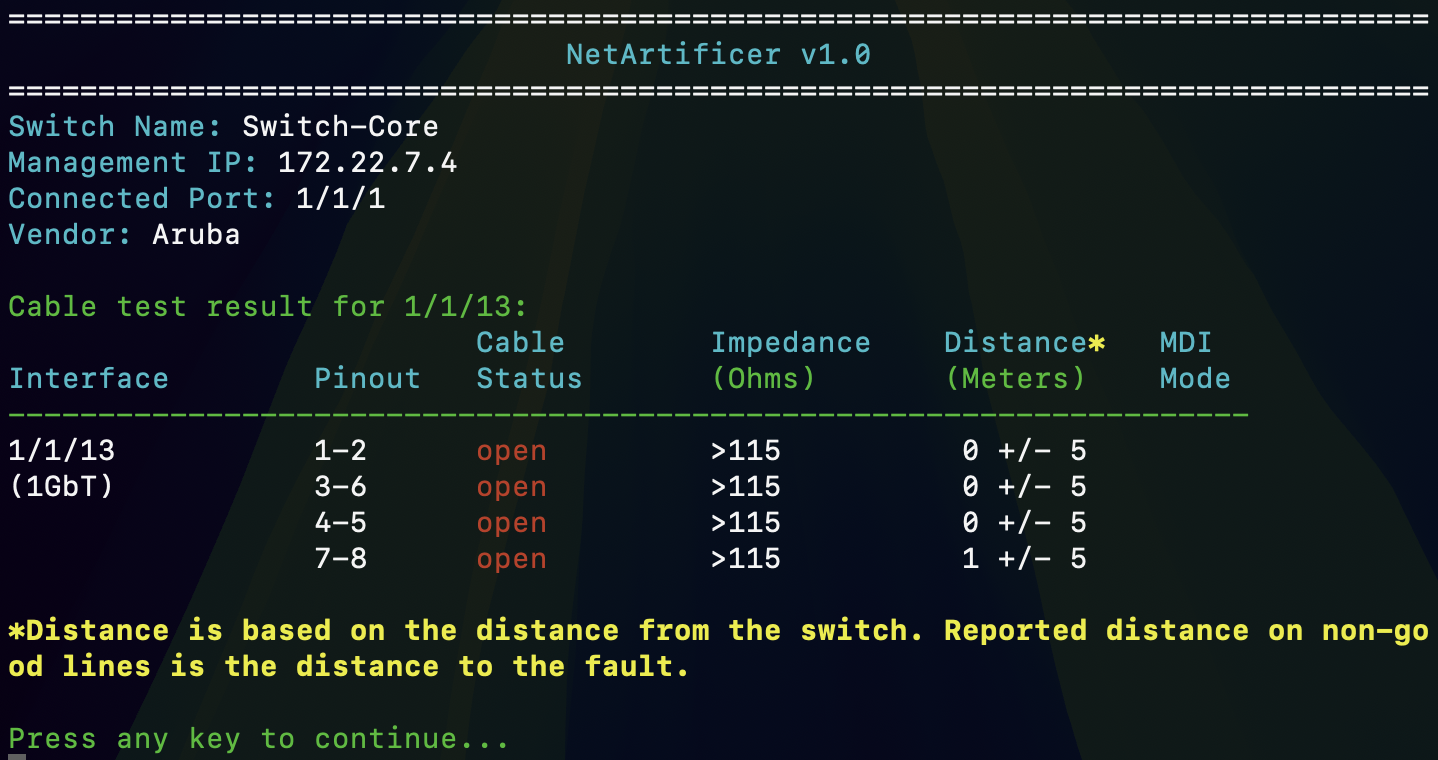 ================================================================================
NetArtificer v1.0
================================================================================
Switch Name: Switch-Core
Management IP: 172.22.7.4
Connected Port: 1/1/1
Vendor: Aruba
Cable test result for 1/1/13:
                          Cable        Impedance    Distance*   MDI
Interface        Pinout   Status       (Ohms)       (Meters)    Mode
---------------------------------------------------------------------
1/1/13           1-2      open         >115          0 +/- 5
(1GbT)           3-6      open         >115          0 +/- 5
                 4-5      open         >115          0 +/- 5
                 7-8      open         >115          1 +/- 5
*Distance is based on the distance from the switch. Reported distance on non-go
od lines is the distance to the fault.
Press any key to continue...